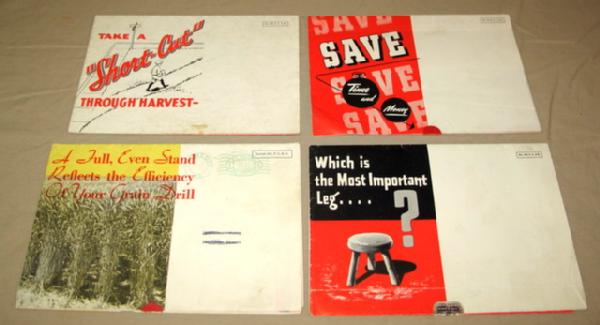 TAKE A
"Short-Cut"
THROUGH HARVEST-
SAVE
SAVE
SAVE
SAVE
Time
and
Money
A Full, Even Stand
Reflects the Efficiency
Of Your Grain Drill
Which is
the Most Important
Leg....
?